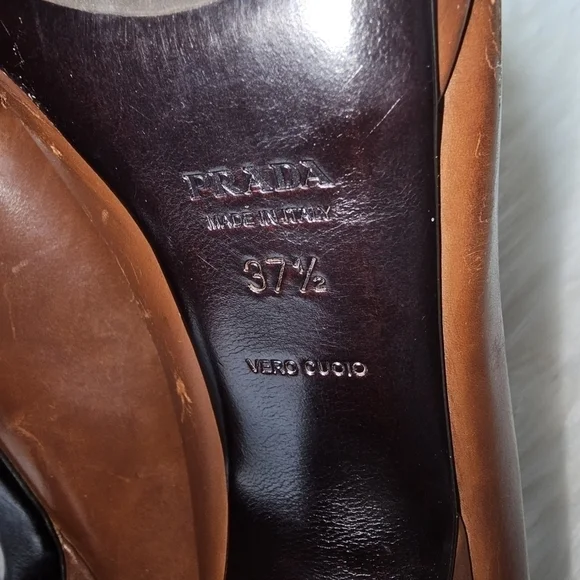 PRADA
MADE IN ITALY
37½
VERO CUOIO